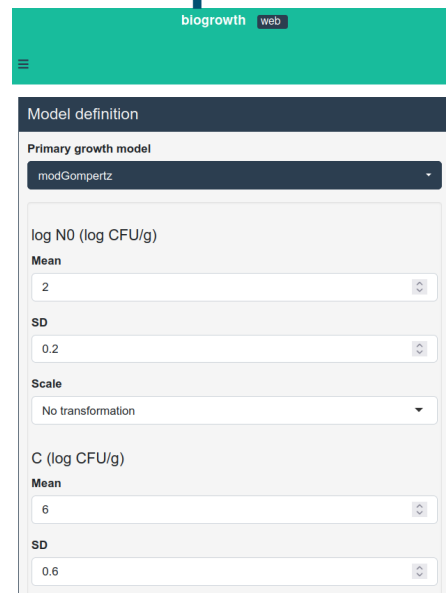 biogrowth web
Model definition
Primary growth model
modGompertz
log N0 (log CFU/g)
Mean
2
SD
0.2
Scale
No transformation
C (log CFU/g)
Mean
6
SD
0.6